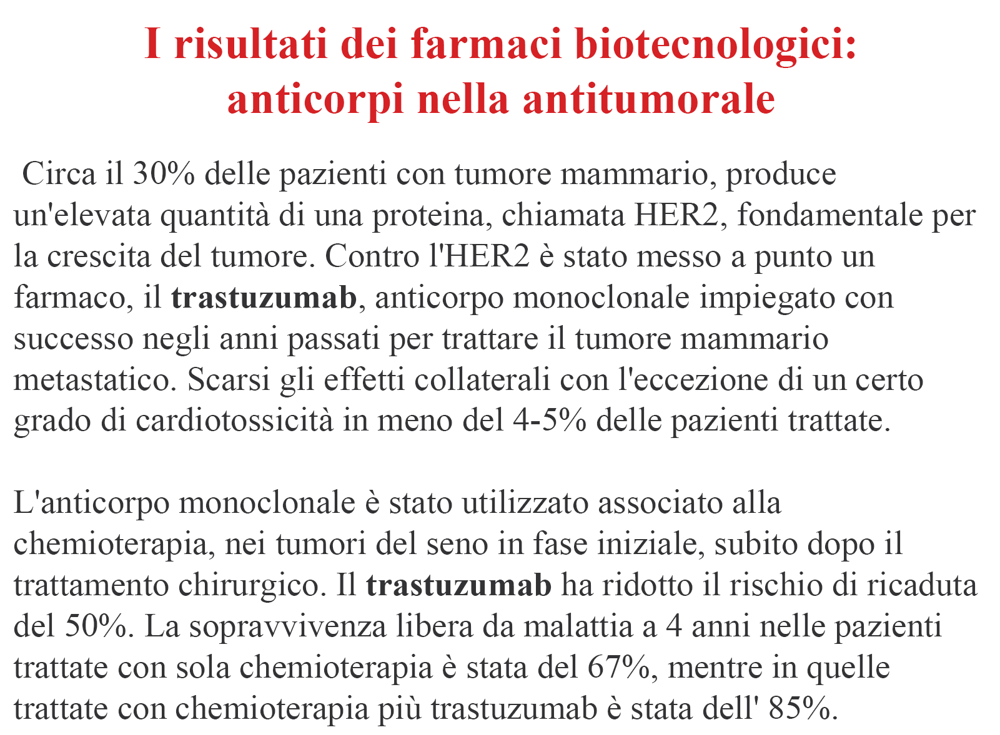 I risultati dei farmaci biotecnologici:
anticorpi nella antitumorale
Circa il 30% delle pazienti con tumore mammario, produce
un'elevata quantità di una proteina, chiamata HER2, fondamentale per
la crescita del tumore. Contro l'HER2 è stato messo a punto un
farmaco, il trastuzumab, anticorpo monoclonale impiegato con
successo negli anni passati per trattare il tumore mammario
metastatico. Scarsi gli effetti collaterali con l'eccezione di un certo
grado di cardiotossicità in meno del 4-5% delle pazienti trattate.
L'anticorpo monoclonale è stato utilizzato associato alla
chemioterapia, nei tumori del seno in fase iniziale, subito dopo il
trattamento chirurgico. Il trastuzumab ha ridotto il rischio di ricaduta
del 50%. La sopravvivenza libera da malattia a 4 anni nelle pazienti
trattate con sola chemioterapia è stata del 67%, mentre in quelle
trattate con chemioterapia più trastuzumab è stata dell' 85%.